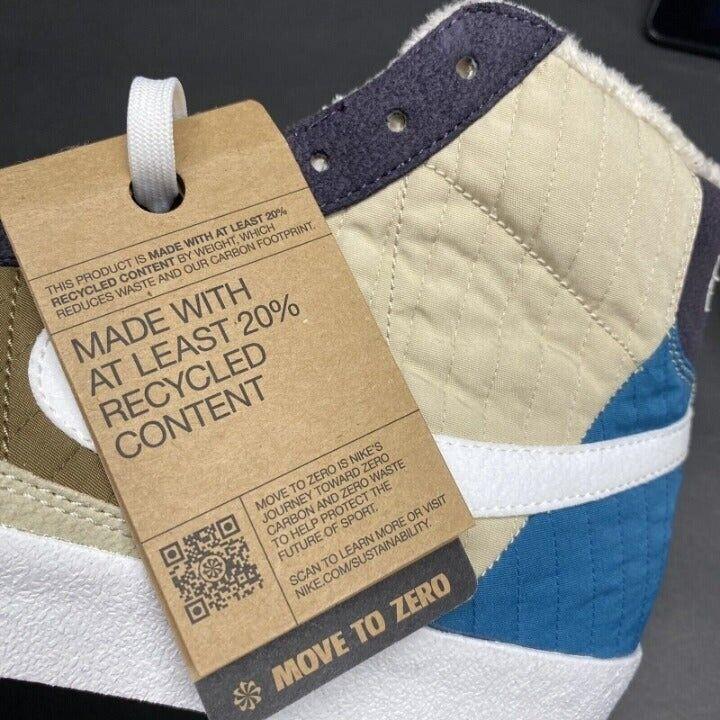 THIS PRODUCT IS MADE WITH AT LEAST 20%
RECYCLED CONTENT BY WEIGHT, WHICH
REDUCES WASTE AND OUR CARBON FOOTPRINT.
MADE WITH
AT LEAST 20%
RECYCLED
CONTENT
MOVE TO ZERO IS NIKE'S
JOURNEY TOWARD ZERO
CARBON AND ZERO WASTE
TO HELP PROTECT THE
FUTURE OF SPORT.
SCAN TO LEARN MORE OR VISIT
NIKE.COM/SUSTAINABILITY.
MOVE TO ZERO